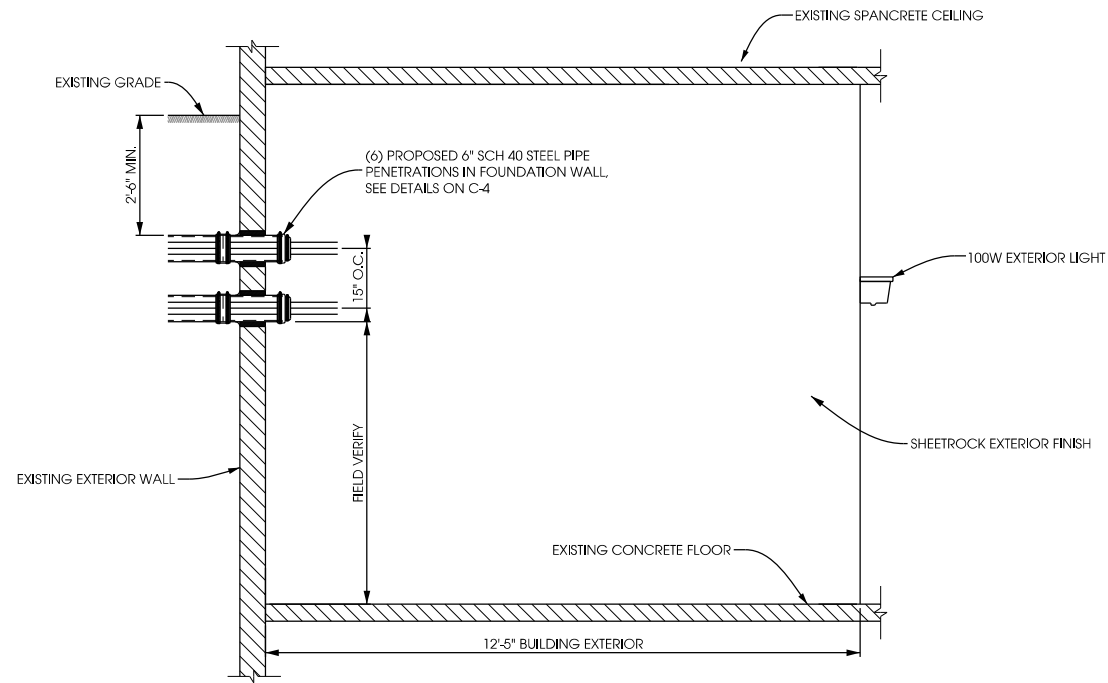 EXISTING SPANCRETE CEILING
EXISTING GRADE
2'-6" MIN.
(6) PROPOSED 6" SCH 40 STEEL PIPE
PENETRATIONS IN FOUNDATION WALL,
SEE DETAILS ON C-4
100W EXTERIOR LIGHT
15" O.C.
SHEETROCK EXTERIOR FINISH
EXISTING EXTERIOR WALL
FIELD VERIFY
EXISTING CONCRETE FLOOR
12'-5" BUILDING EXTERIOR